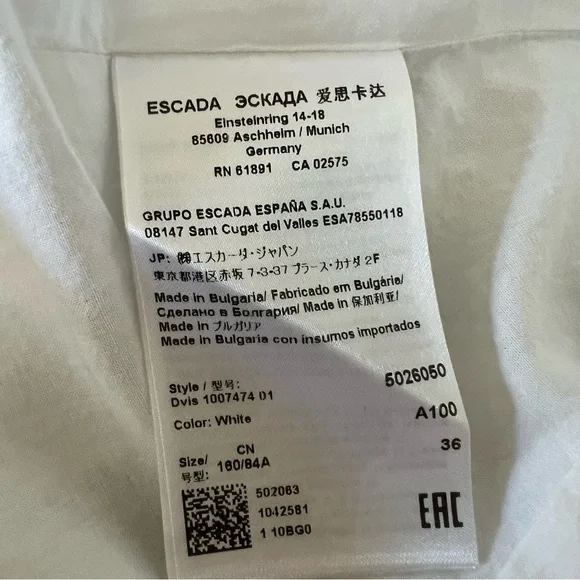 ESCADA ЭСКАДА 爱思卡达
Einsteinring 14-18
85609 Aschheim / Munich
Germany
RN 61891 CA 02575
GRUPO ESCADA ESPAÑA S.A.U.
08147 Sant Cugat del Valles ESA78550118
JP: ㈱エスカーダ・ジャパン
東京都港区赤坂 7-3-37 プラース・カナダ 2F
Made in Bulgaria/ Fabricado em Bulgária/
Сделано в Болгария/ Made in 保加利亚/
Made in ブルガリア
Made in Bulgaria con insumos importados
Style / 型号: 5026050
Dvis 1007474 01
Color: White A100
36
Size/ CN
号型: 160/84A
502063
1042581
1 10BG0
EAC